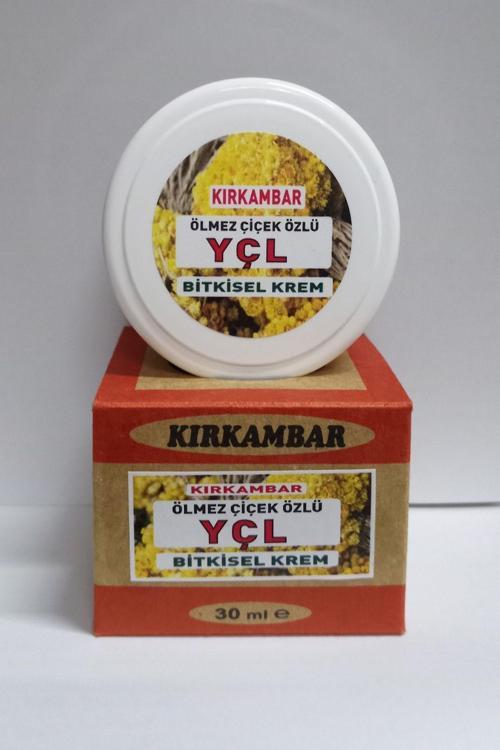 KIRKAMBAR
ÖLMEZ ÇİÇEK ÖZLÜ
YÇL
BİTKİSEL KREM
KIRKAMBAR
KIRKAMBAR
ÖLMEZ ÇİÇEK ÖZLÜ
YÇL
BİTKİSEL KREM
30 ml ℮